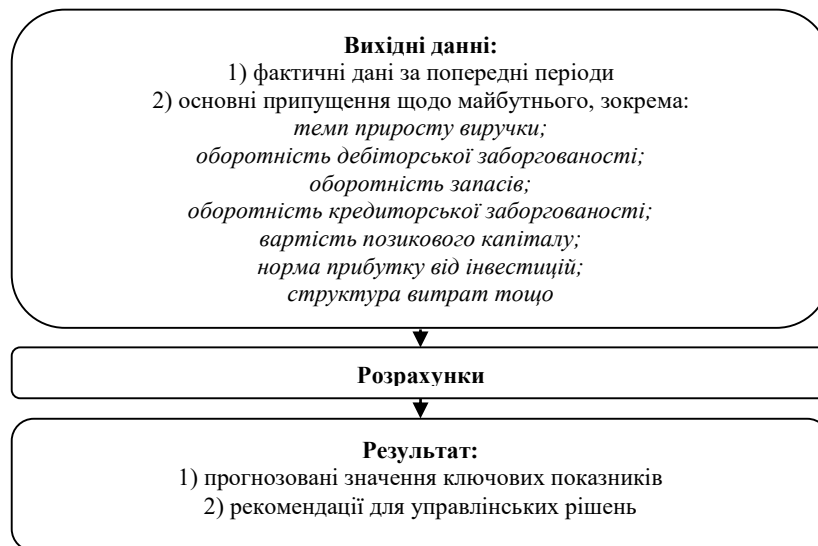 Вихідні данні:
1) фактичні дані за попередні періоди
2) основні припущення щодо майбутнього, зокрема:
темп приросту виручки;
оборотність дебіторської заборгованості;
оборотність запасів;
оборотність кредиторської заборгованості;
вартість позикового капіталу;
норма прибутку від інвестицій;
структура витрат тощо
Розрахунки
Результат:
1) прогнозовані значення ключових показників
2) рекомендації для управлінських рішень